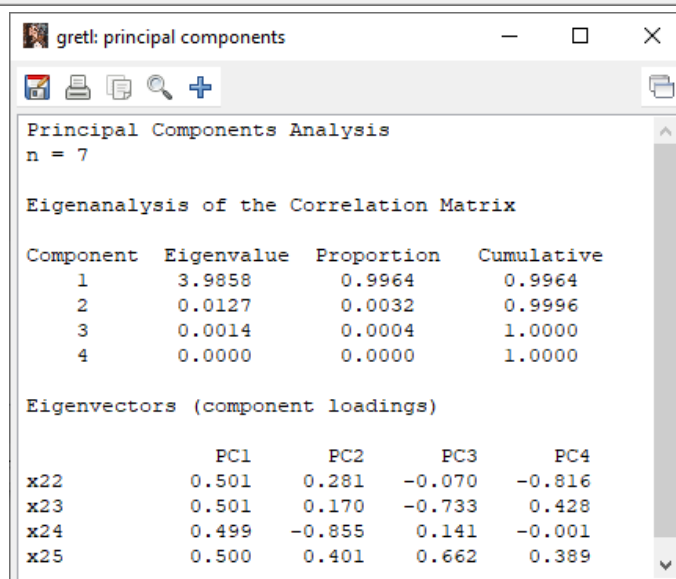 gretl: principal components
Principal Components Analysis
n = 7
Eigenanalysis of the Correlation Matrix
Component Eigenvalue Proportion Cumulative
1 3.9858 0.9964 0.9964
2 0.0127 0.0032 0.9996
3 0.0014 0.0004 1.0000
4 0.0000 0.0000 1.0000
Eigenvectors (component loadings)
PC1 PC2 PC3 PC4
x22 0.501 0.281 -0.070 -0.816
x23 0.501 0.170 -0.733 0.428
x24 0.499 -0.855 0.141 -0.001
x25 0.500 0.401 0.662 0.389